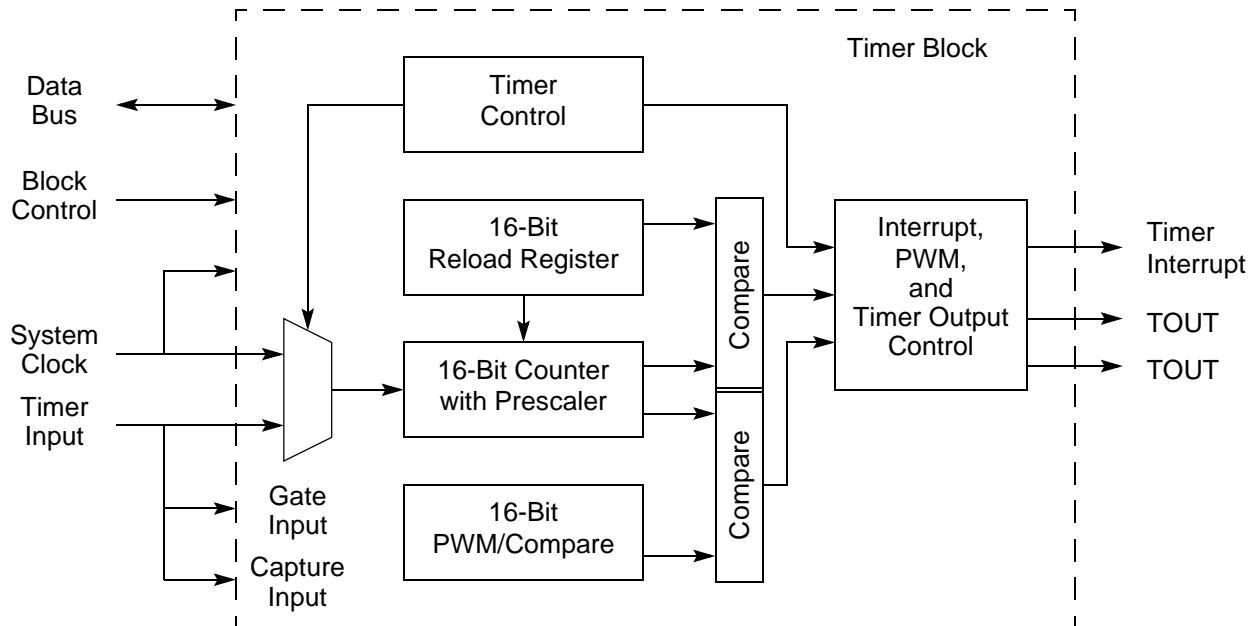 Timer Block
Data
Bus
Block
Control
System
Clock
Timer
Input
Gate
Input
Capture
Input
Timer
Control
16-Bit
Reload Register
16-Bit Counter
with Prescaler
16-Bit
PWM/Compare
Compare
Compare
Interrupt,
PWM,
and
Timer Output
Control
Timer
Interrupt
TOUT
TOUT